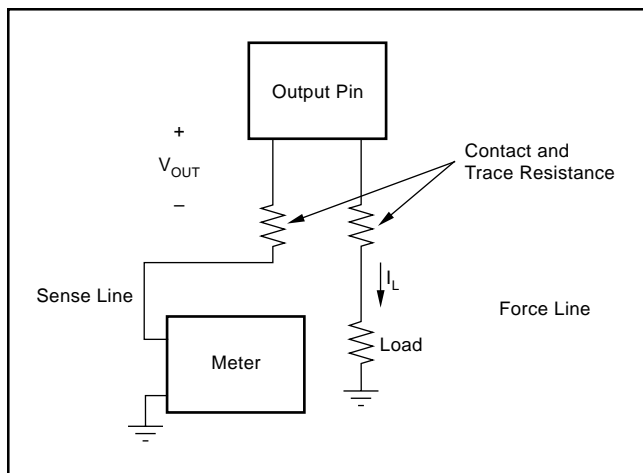 Output Pin
+
V_OUT
–
Contact and
Trace Resistance
I_L
Sense Line
Force Line
Load
Meter